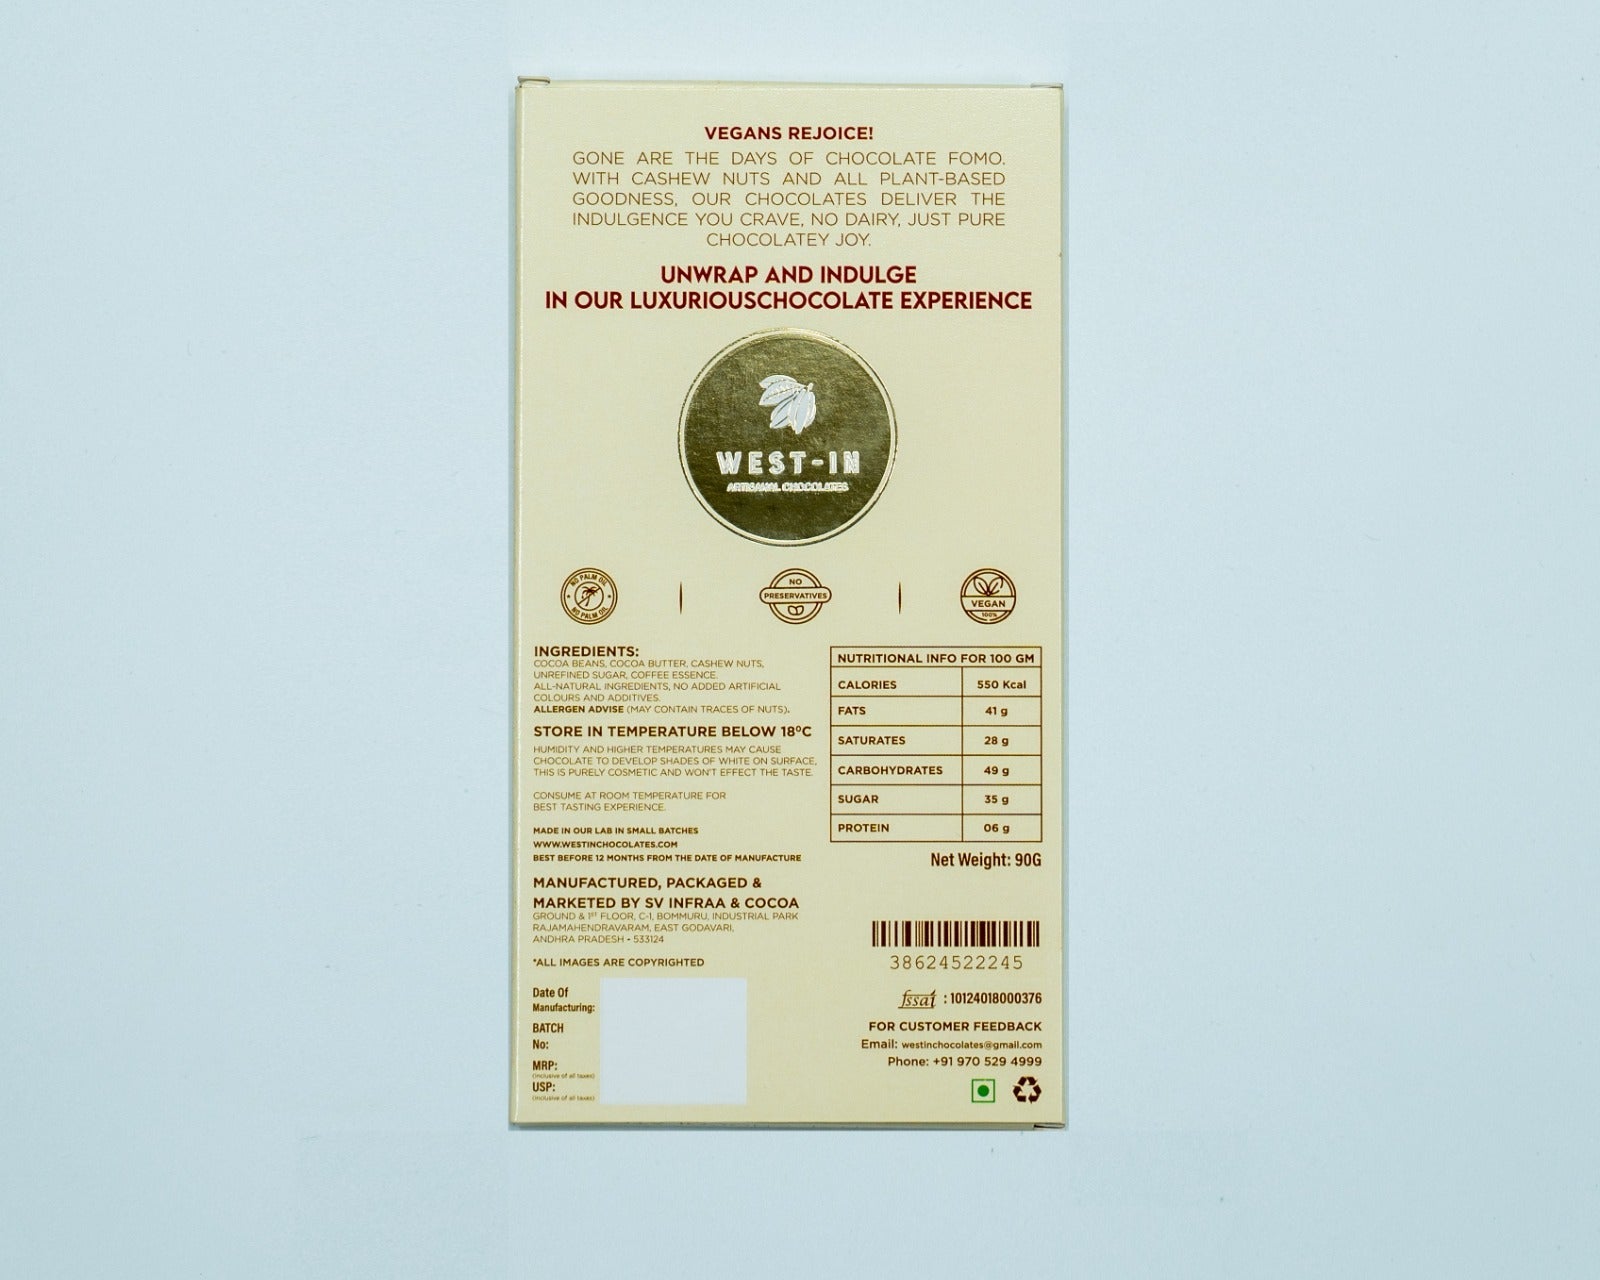 VEGANS REJOICE!
GONE ARE THE DAYS OF CHOCOLATE FOMO.
WITH CASHEW NUTS AND ALL PLANT-BASED
GOODNESS, OUR CHOCOLATES DELIVER THE
INDULGENCE YOU CRAVE, NO DAIRY, JUST PURE
CHOCOLATEY JOY.
UNWRAP AND INDULGE
IN OUR LUXURIOUSCHOCOLATE EXPERIENCE
WEST-IN
ARTISANAL CHOCOLATES
NO PALM OIL
NO PALM OIL
NO
PRESERVATIVES
VEGAN
100%
INGREDIENTS:
COCOA BEANS, COCOA BUTTER, CASHEW NUTS,
UNREFINED SUGAR, COFFEE ESSENCE.
ALL-NATURAL INGREDIENTS, NO ADDED ARTIFICIAL
COLOURS AND ADDITIVES.
ALLERGEN ADVISE (MAY CONTAIN TRACES OF NUTS).
STORE IN TEMPERATURE BELOW 18⁰C
HUMIDITY AND HIGHER TEMPERATURES MAY CAUSE
CHOCOLATE TO DEVELOP SHADES OF WHITE ON SURFACE,
THIS IS PURELY COSMETIC AND WON'T EFFECT THE TASTE.
CONSUME AT ROOM TEMPERATURE FOR
BEST TASTING EXPERIENCE.
MADE IN OUR LAB IN SMALL BATCHES
WWW.WESTINCHOCOLATES.COM
BEST BEFORE 12 MONTHS FROM THE DATE OF MANUFACTURE
MANUFACTURED, PACKAGED &
MARKETED BY SV INFRAA & COCOA
GROUND & 1ST FLOOR, C-1, BOMMURU, INDUSTRIAL PARK
RAJAMAHENDRAVARAM, EAST GODAVARI,
ANDHRA PRADESH - 533124
*ALL IMAGES ARE COPYRIGHTED
Date Of
Manufacturing:
BATCH
No:
MRP:
(Inclusive of all taxes)
USP:
(Inclusive of all taxes)
NUTRITIONAL INFO FOR 100 GM
CALORIES 550 Kcal
FATS 41 g
SATURATES 28 g
CARBOHYDRATES 49 g
SUGAR 35 g
PROTEIN 06 g
Net Weight: 90G
38624522245
fssai : 10124018000376
FOR CUSTOMER FEEDBACK
Email: westinchocolates@gmail.com
Phone: +91 970 529 4999